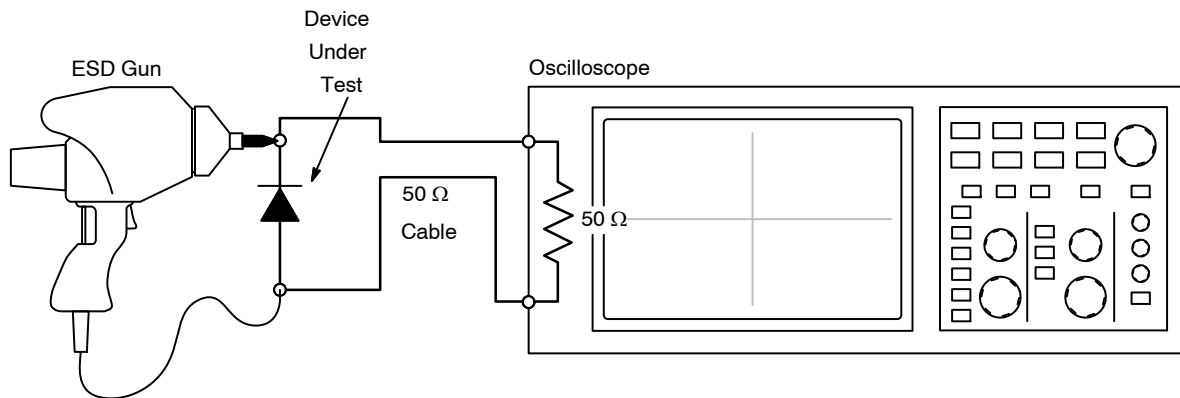 Device
Under
Test
ESD Gun
Oscilloscope
50 Ω
Cable
50 Ω